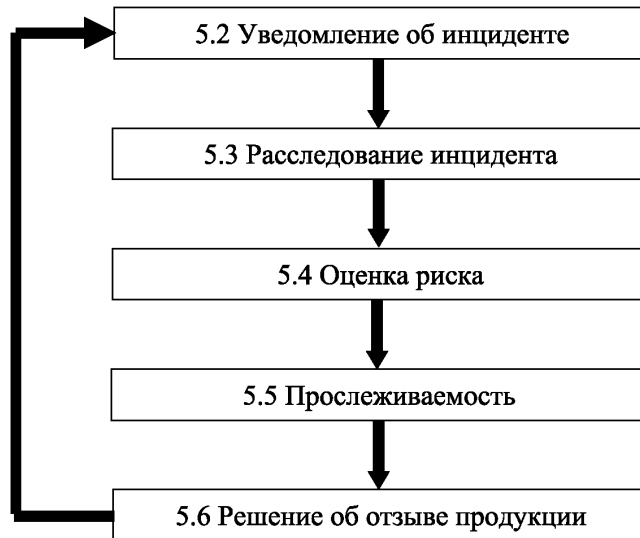 5.2 Уведомление об инциденте
5.3 Расследование инцидента
5.4 Оценка риска
5.5 Прослеживаемость
5.6 Решение об отзыве продукции